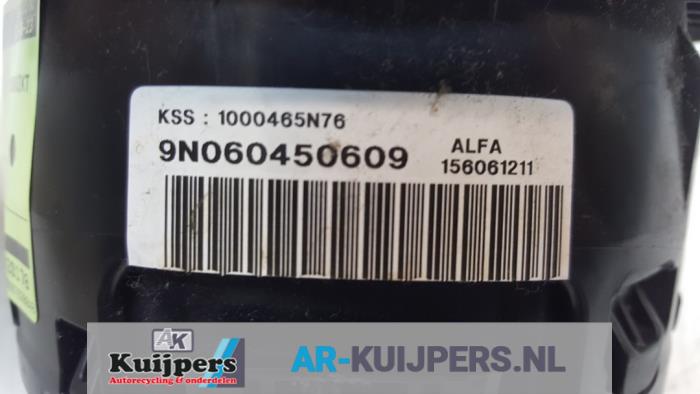 KSS : 1000465N76
9N060450609
ALFA
156061211
AK
Kuijpers
Autorecycling & onderdelen
AR-KUIJPERS.NL